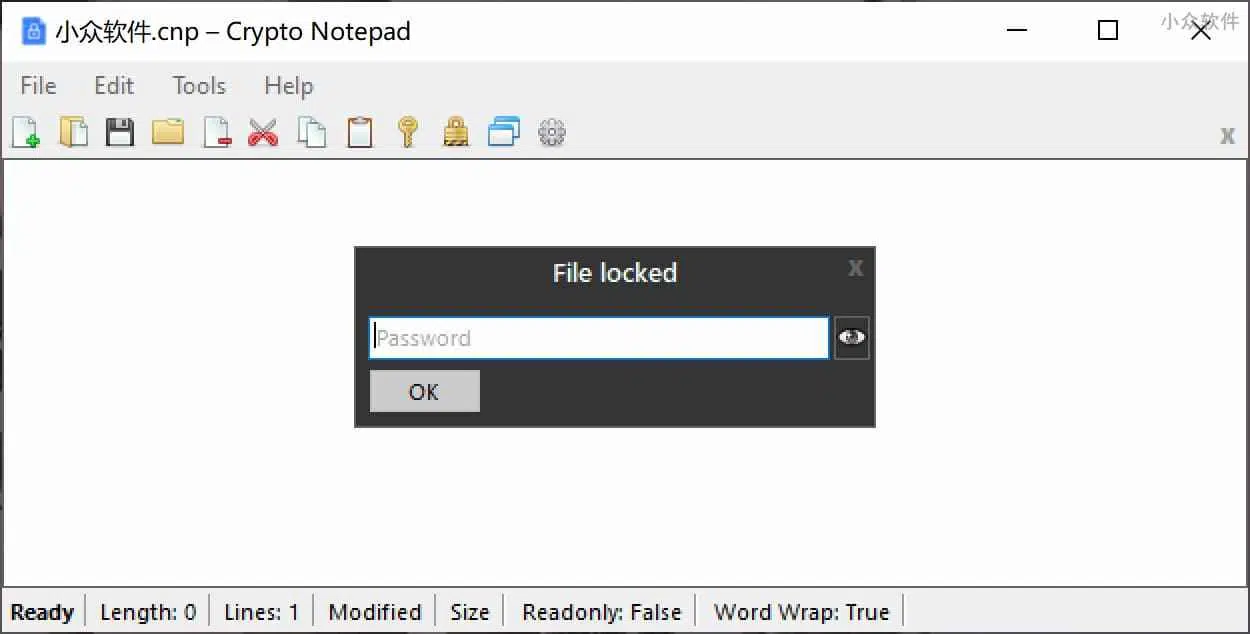 小众软件.cnp – Crypto Notepad
小众软件
File Edit Tools Help
x
File locked
x
Password
OK
Ready Length: 0 Lines: 1 Modified Size Readonly: False Word Wrap: True